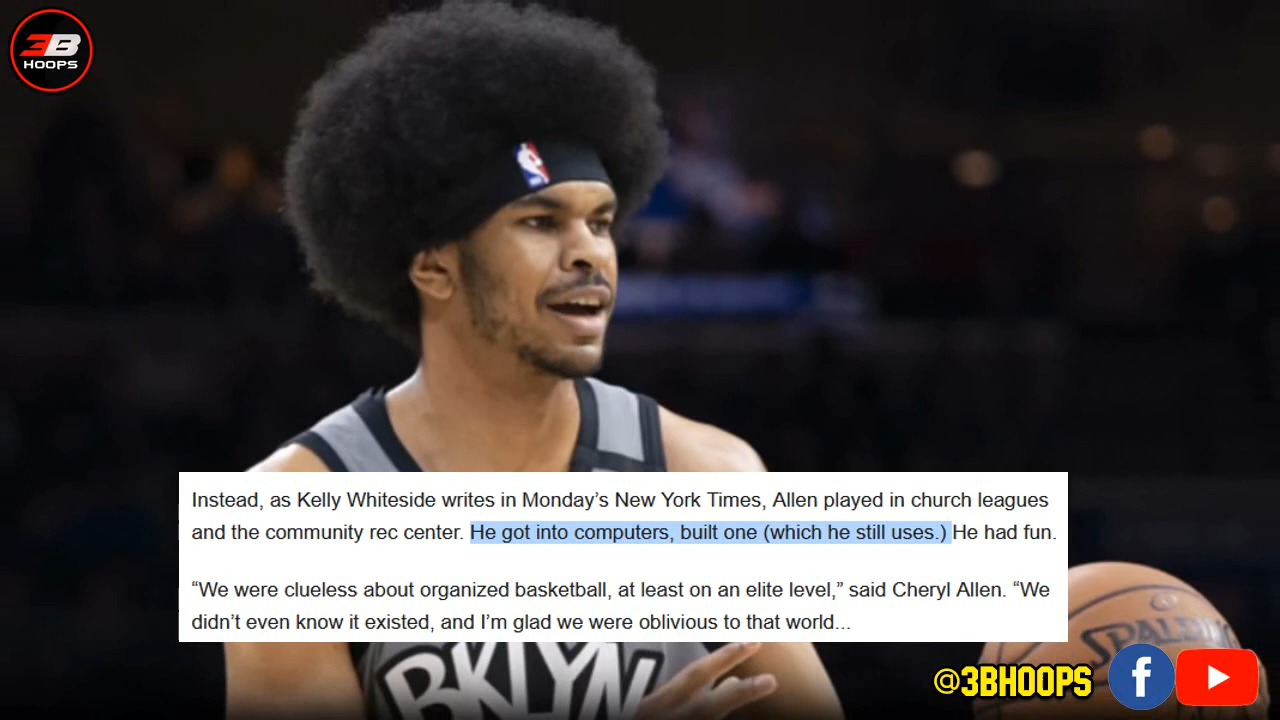 3B
HOOPS
Instead, as Kelly Whiteside writes in Monday’s New York Times, Allen played in church leagues
and the community rec center. He got into computers, built one (which he still uses.) He had fun.
“We were clueless about organized basketball, at least on an elite level,” said Cheryl Allen. “We
didn’t even know it existed, and I’m glad we were oblivious to that world...
BKLYN
SPALDING
@3BHOOPS
f